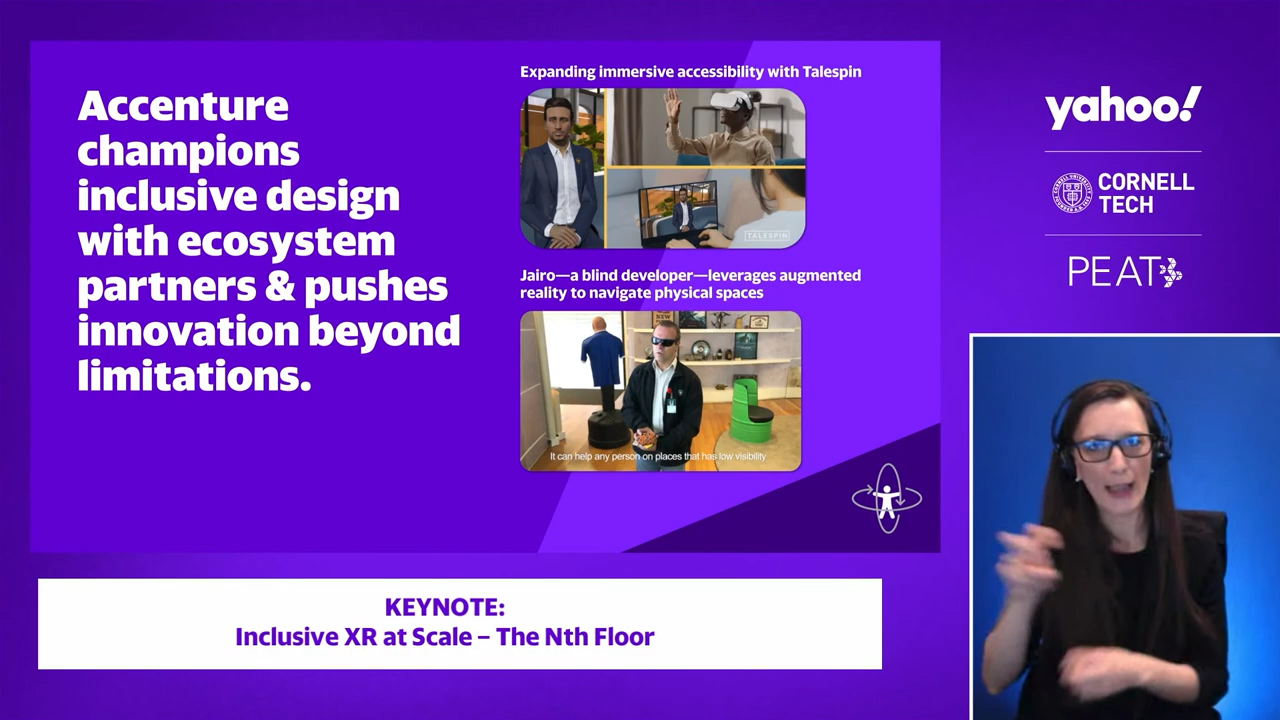 Accenture
champions
inclusive design
with ecosystem
partners & pushes
innovation beyond
limitations.
Expanding immersive accessibility with Talespin
TALESPIN
Jairo—a blind developer—leverages augmented
reality to navigate physical spaces
It can help any person on places that has low visibility
yahoo!
CORNELL
TECH
PEAT
KEYNOTE:
Inclusive XR at Scale – The Nth Floor